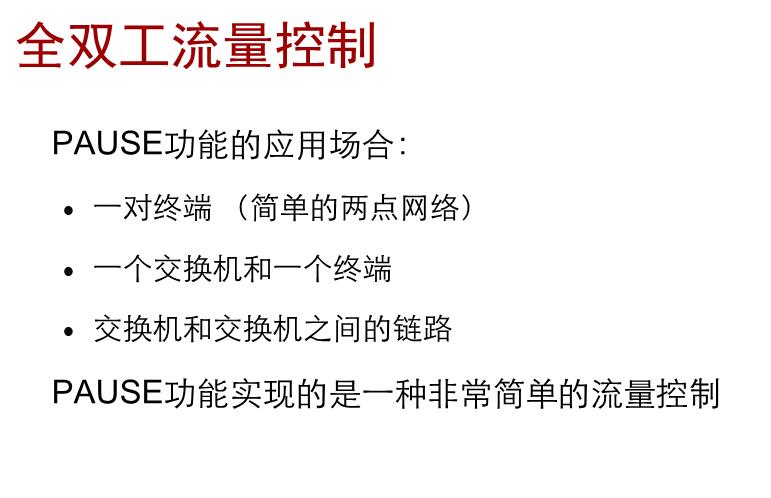 全双工流量控制
PAUSE功能的应用场合：
• 一对终端 （简单的两点网络）
• 一个交换机和一个终端
• 交换机和交换机之间的链路
PAUSE功能实现的是一种非常简单的流量控制